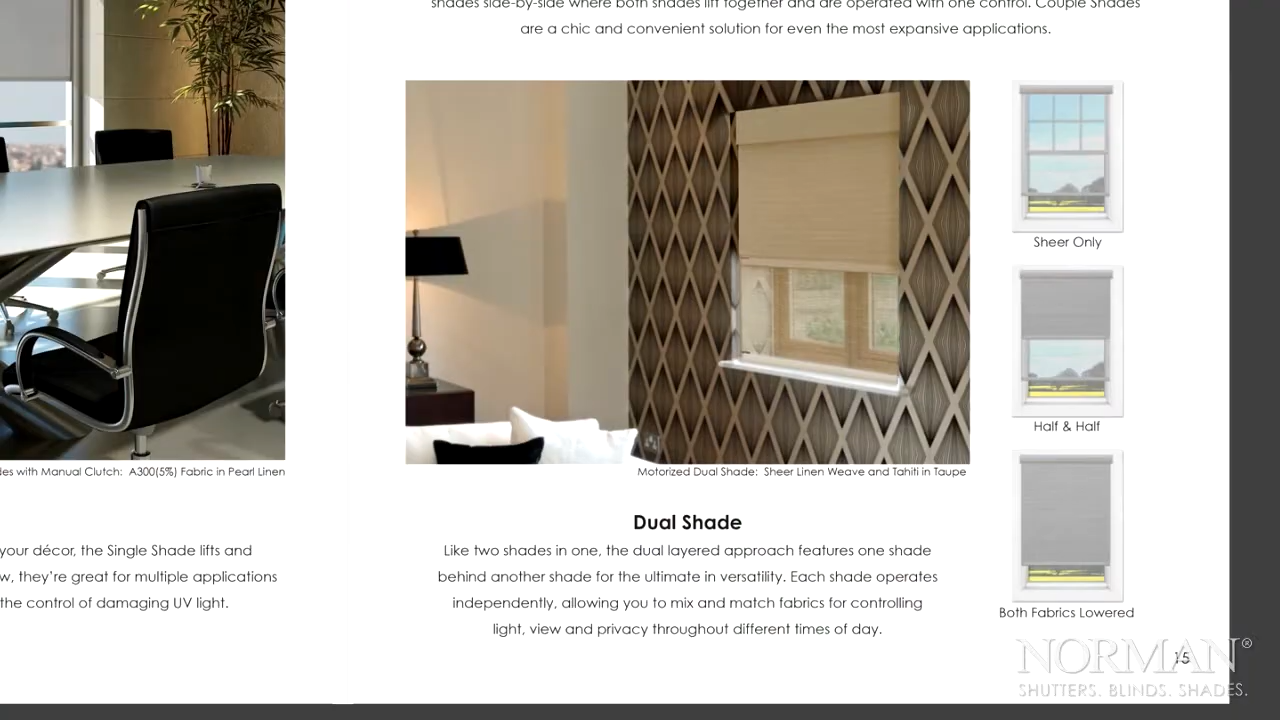 shades side-by-side where both shades lift together and are operated with one control. Couple Shades
are a chic and convenient solution for even the most expansive applications.
Sheer Only
Half & Half
des with Manual Clutch: A300(5%) Fabric in Pearl Linen
Motorized Dual Shade: Sheer Linen Weave and Tahiti in Taupe
your décor, the Single Shade lifts and
w, they're great for multiple applications
the control of damaging UV light.
Dual Shade
Like two shades in one, the dual layered approach features one shade
behind another shade for the ultimate in versatility. Each shade operates
independently, allowing you to mix and match fabrics for controlling
light, view and privacy throughout different times of day.
Both Fabrics Lowered
15
NORMAN®
SHUTTERS. BLINDS. SHADES.